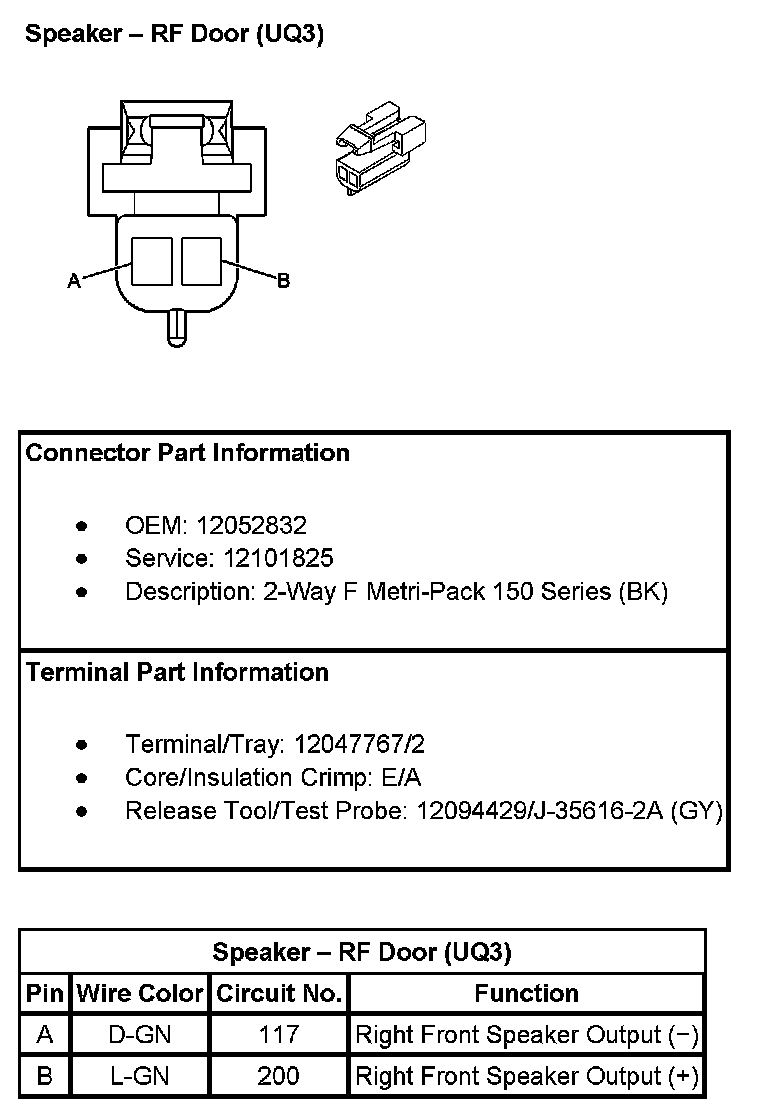 Speaker – RF Door (UQ3)
A
B
Connector Part Information
● OEM: 12052832
● Service: 12101825
● Description: 2-Way F Metri-Pack 150 Series (BK)
Terminal Part Information
● Terminal/Tray: 12047767/2
● Core/Insulation Crimp: E/A
● Release Tool/Test Probe: 12094429/J-35616-2A (GY)
Speaker – RF Door (UQ3)
Pin Wire Color Circuit No. Function
A D-GN 117 Right Front Speaker Output (−)
B L-GN 200 Right Front Speaker Output (+)